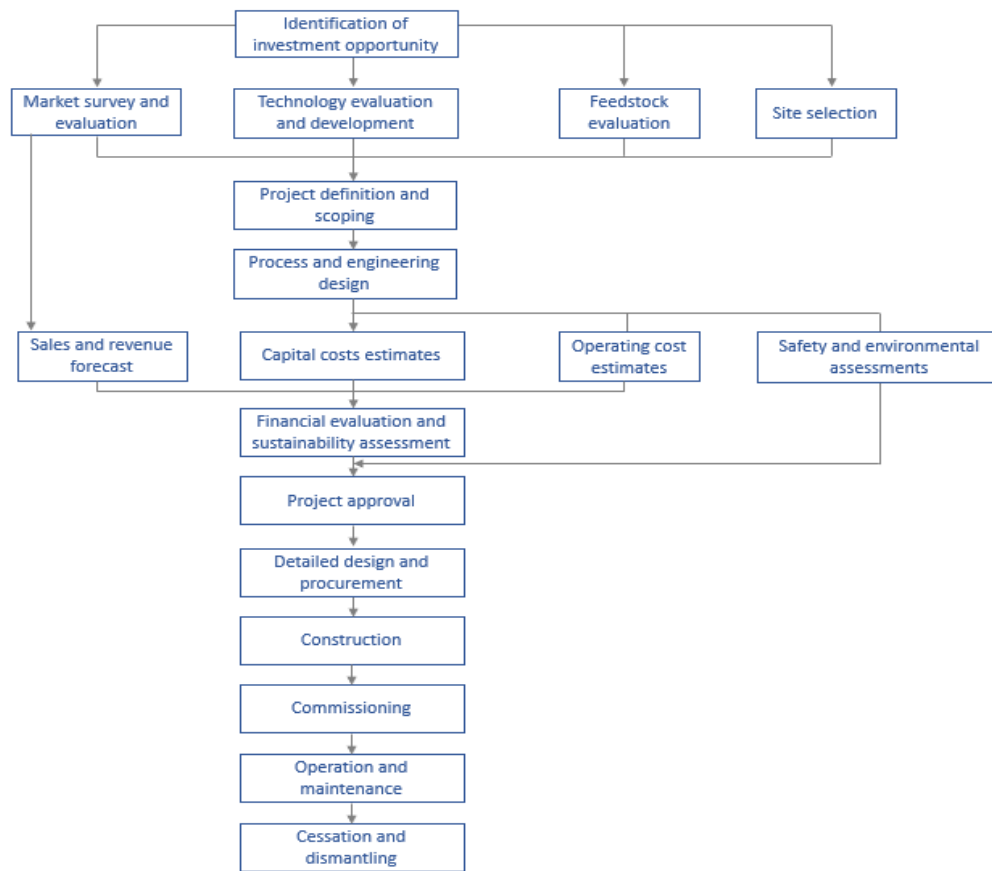 Identification of
investment opportunity
Market survey and
evaluation
Technology evaluation
and development
Feedstock
evaluation
Site selection
Project definition and
scoping
Process and engineering
design
Sales and revenue
forecast
Capital costs estimates
Operating cost
estimates
Safety and environmental
assessments
Financial evaluation and
sustainability assessment
Project approval
Detailed design and
procurement
Construction
Commissioning
Operation and
maintenance
Cessation and
dismantling